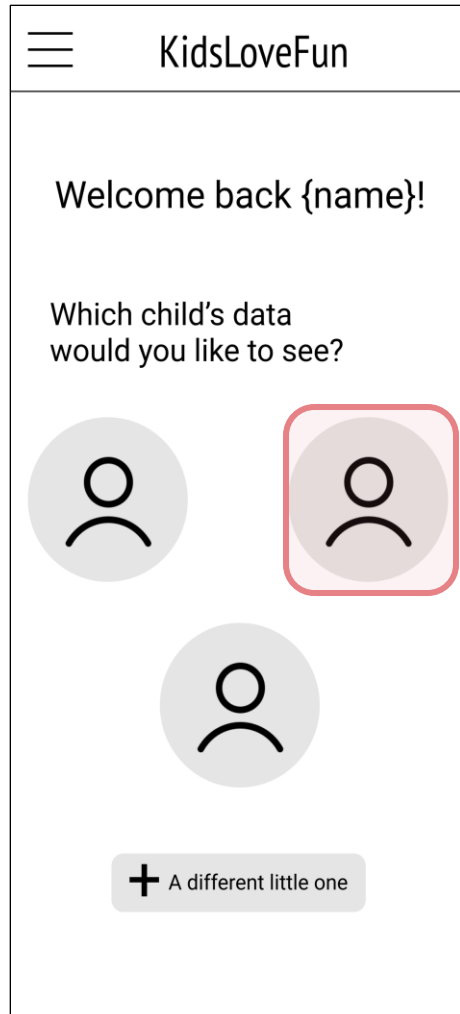 KidsLoveFun
Welcome back {name}!
Which child’s data
would you like to see?
A different little one